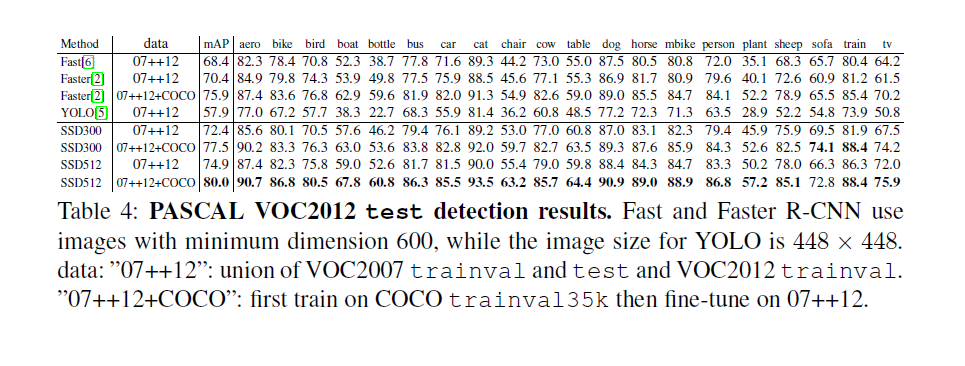 Method data mAP aero bike bird boat bottle bus car cat chair cow table dog horse mbike person plant sheep sofa train tv
Fast[6] 07++12 68.4 82.3 78.4 70.8 52.3 38.7 77.8 71.6 89.3 44.2 73.0 55.0 87.5 80.5 80.8 72.0 35.1 68.3 65.7 80.4 64.2
Faster[2] 07++12 70.4 84.9 79.8 74.3 53.9 49.8 77.5 75.9 88.5 45.6 77.1 55.3 86.9 81.7 80.9 79.6 40.1 72.6 60.9 81.2 61.5
Faster[2] 07++12+COCO 75.9 87.4 83.6 76.8 62.9 59.6 81.9 82.0 91.3 54.9 82.6 59.0 89.0 85.5 84.7 84.1 52.2 78.9 65.5 85.4 70.2
YOLO[5] 07++12 57.9 77.0 67.2 57.7 38.3 22.7 68.3 55.9 81.4 36.2 60.8 48.5 77.2 72.3 71.3 63.5 28.9 52.2 54.8 73.9 50.8
SSD300 07++12 72.4 85.6 80.1 70.5 57.6 46.2 79.4 76.1 89.2 53.0 77.0 60.8 87.0 83.1 82.3 79.4 45.9 75.9 69.5 81.9 67.5
SSD300 07++12+COCO 77.5 90.2 83.3 76.3 63.0 53.6 83.8 82.8 92.0 59.7 82.7 63.5 89.3 87.6 85.9 84.3 52.6 82.5 74.1 88.4 74.2
SSD512 07++12 74.9 87.4 82.3 75.8 59.0 52.6 81.7 81.5 90.0 55.4 79.0 59.8 88.4 84.3 84.7 83.3 50.2 78.0 66.3 86.3 72.0
SSD512 07++12+COCO 80.0 90.7 86.8 80.5 67.8 60.8 86.3 85.5 93.5 63.2 85.7 64.4 90.9 89.0 88.9 86.8 57.2 85.1 72.8 88.4 75.9
Table 4: PASCAL VOC2012 test detection results. Fast and Faster R-CNN use
images with minimum dimension 600, while the image size for YOLO is 448 × 448.
data: ”07++12”: union of VOC2007 trainval and test and VOC2012 trainval.
”07++12+COCO”: first train on COCO trainval35k then fine-tune on 07++12.